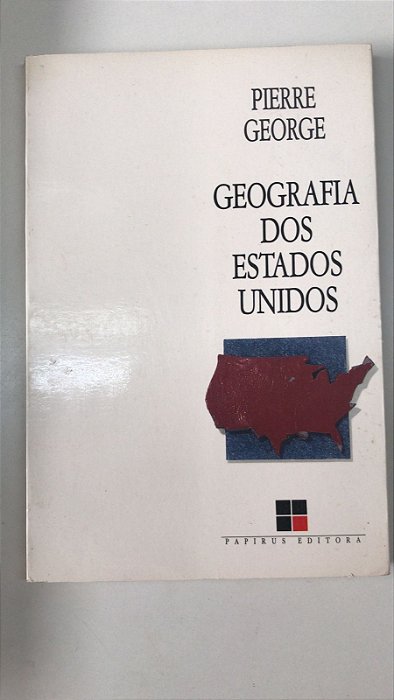 PIERRE
GEORGE
GEOGRAFIA
DOS
ESTADOS
UNIDOS
PAPIRUS EDITORA